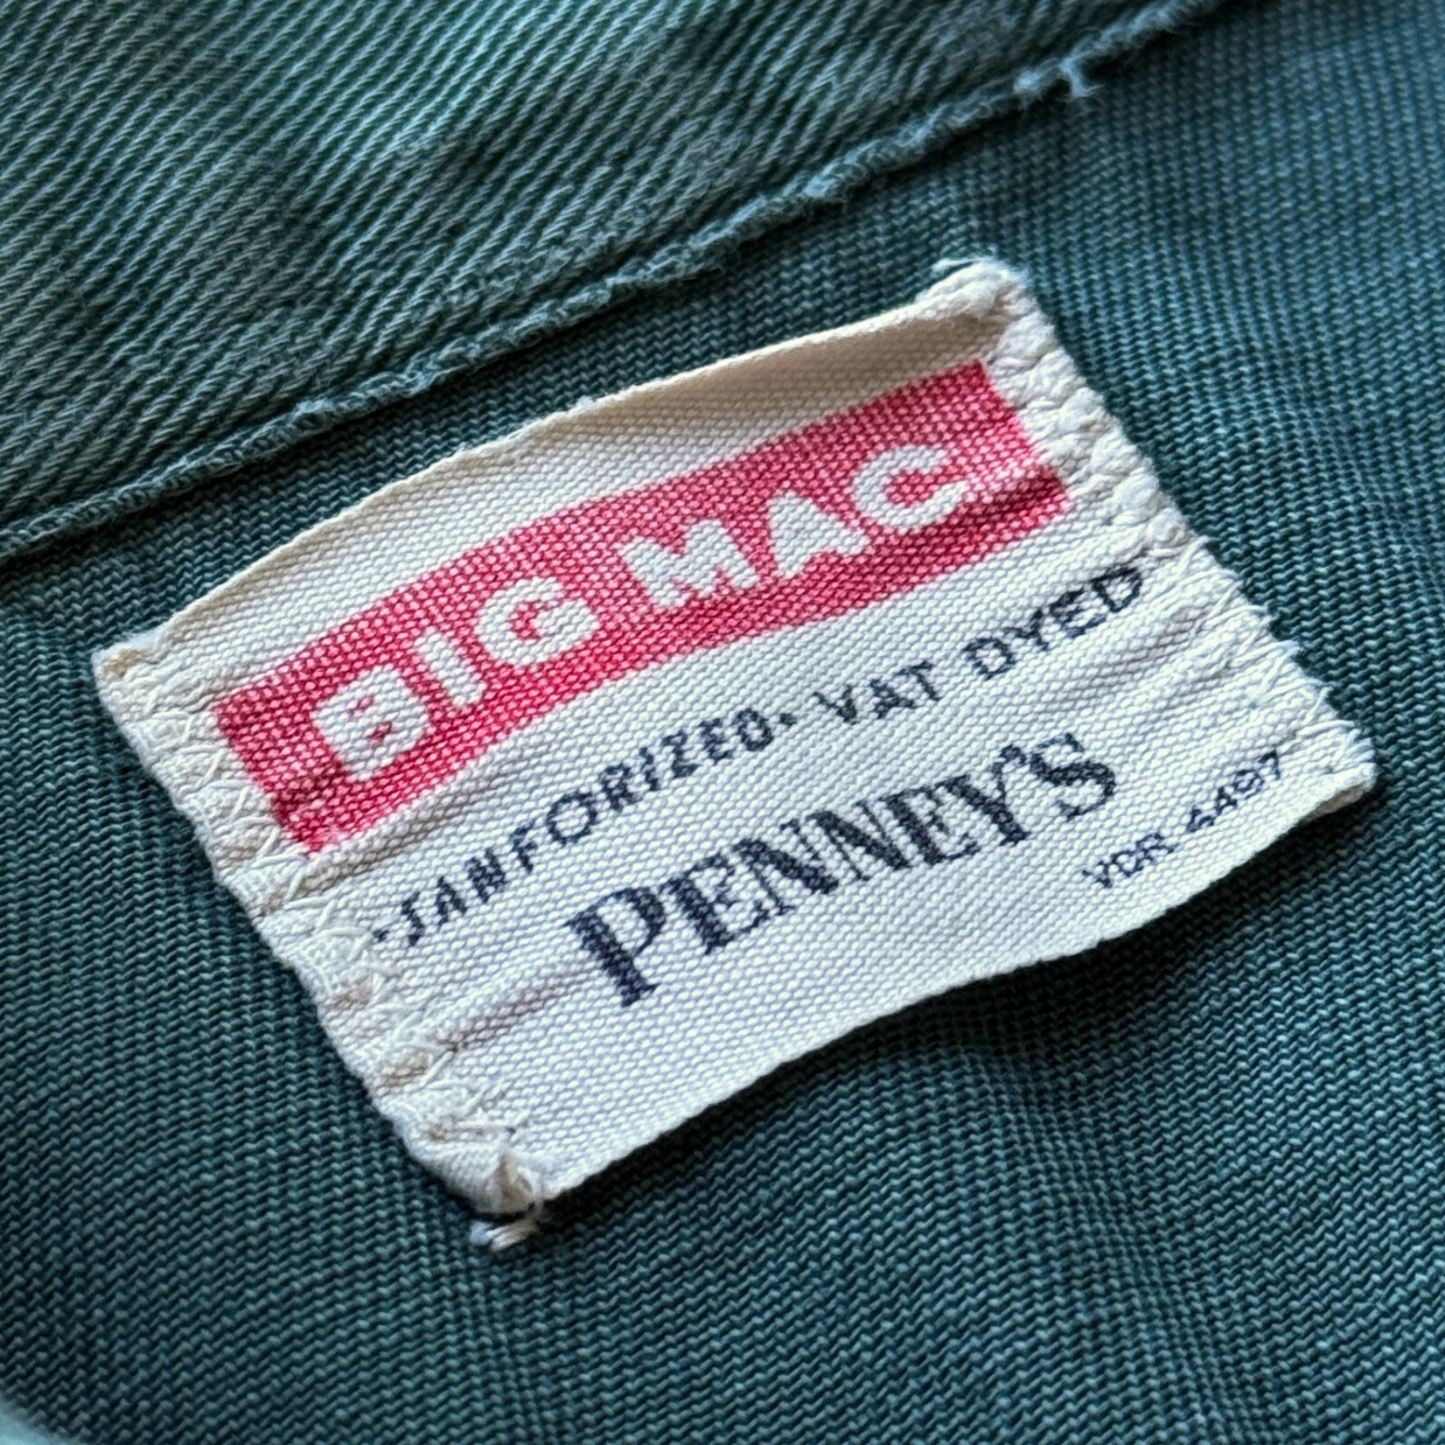 BIG MAC
·SANFORIZED· VAT DYED
PENNEY'S